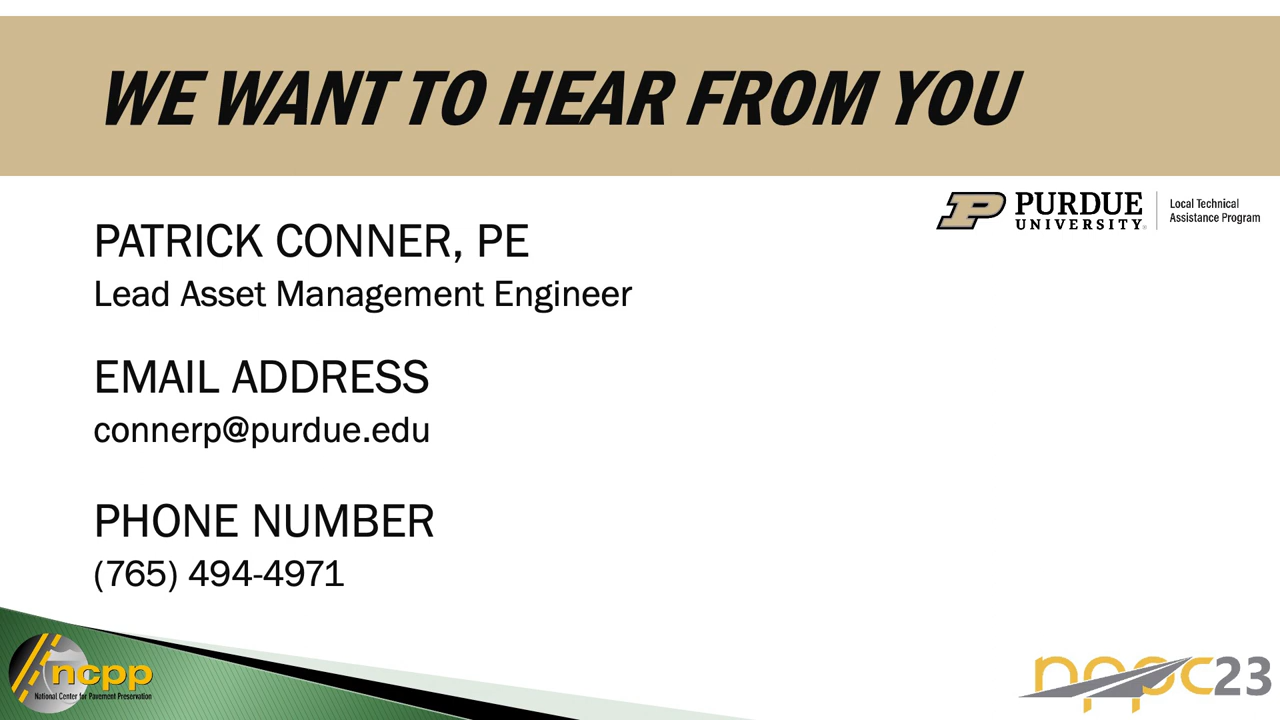 WE WANT TO HEAR FROM YOU
PURDUE UNIVERSITY®
Local Technical
Assistance Program
PATRICK CONNER, PE
Lead Asset Management Engineer
EMAIL ADDRESS
connerp@purdue.edu
PHONE NUMBER
(765) 494-4971
ncpp
National Center for Pavement Preservation
nppc23